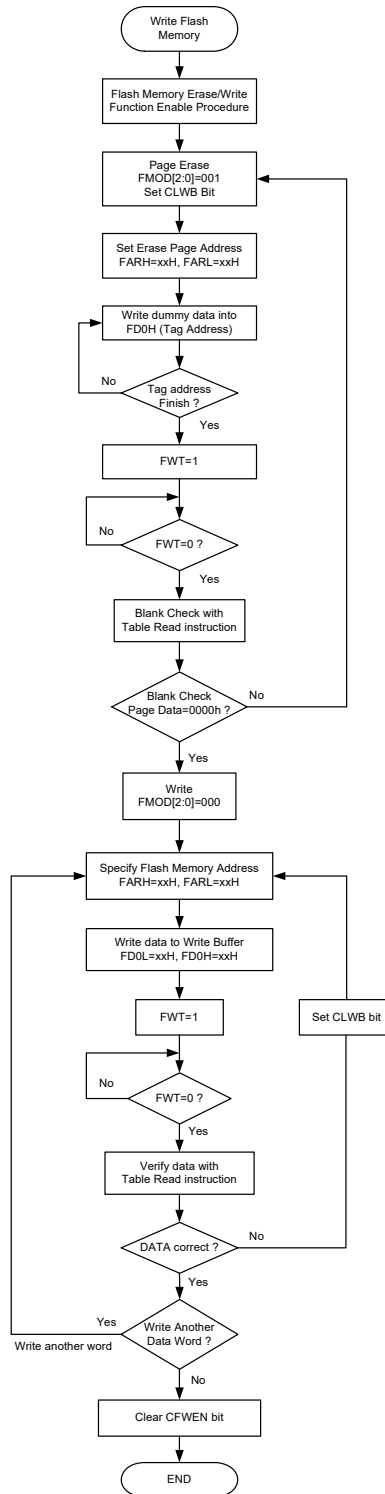 Write Flash
Memory
Flash Memory Erase/Write
Function Enable Procedure
Page Erase
FMOD[2:0]=001
Set CLWB Bit
Set Erase Page Address
FARH=xxH, FARL=xxH
Write dummy data into
FD0H (Tag Address)
No
Tag address
Finish ?
Yes
FWT=1
No
FWT=0 ?
Yes
Blank Check with
Table Read instruction
Blank Check
Page Data=0000h ?
No
Yes
Write
FMOD[2:0]=000
Specify Flash Memory Address
FARH=xxH, FARL=xxH
Write data to Write Buffer
FD0L=xxH, FD0H=xxH
FWT=1
Set CLWB bit
No
FWT=0 ?
Yes
Verify data with
Table Read instruction
DATA correct ?
No
Yes
Yes
Write another word
Write Another
Data Word ?
No
Clear CFWEN bit
END